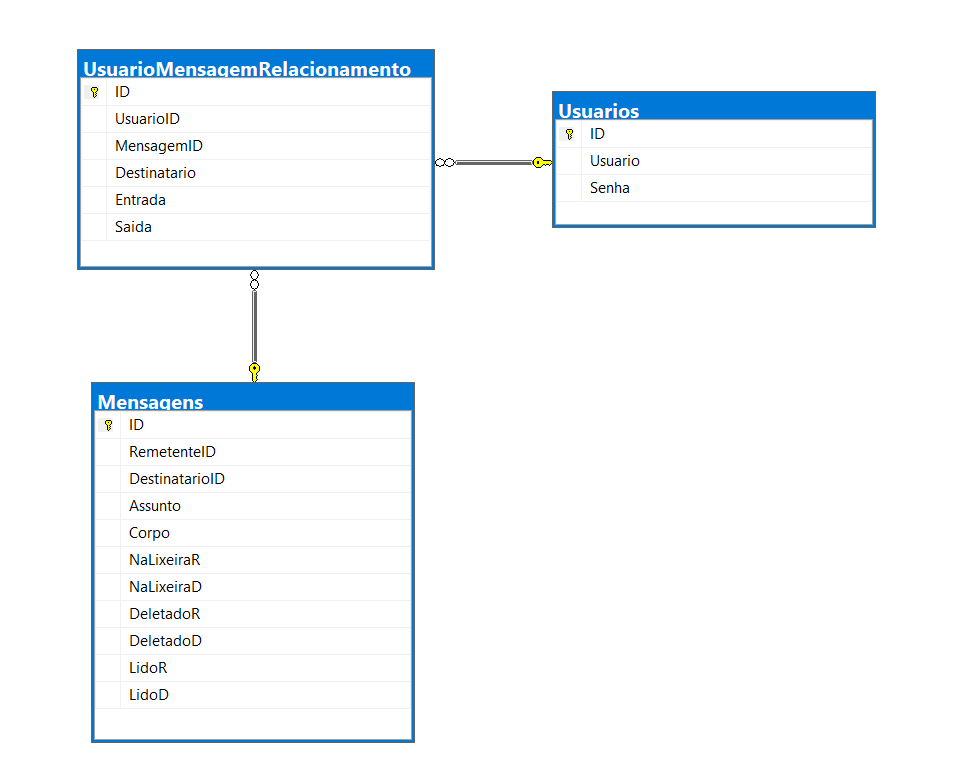 UsuarioMensagemRelacionamento
ID
UsuarioID
MensagemID
Destinatario
Entrada
Saida
Usuarios
ID
Usuario
Senha
Mensagens
ID
RemetenteID
DestinatarioID
Assunto
Corpo
NaLixeiraR
NaLixeiraD
DeletadoR
DeletadoD
LidoR
LidoD